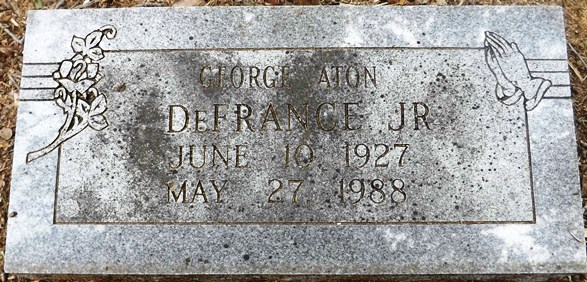 GEORGE ATON
DEFRANCE JR
JUNE 10, 1927
MAY 27, 1988